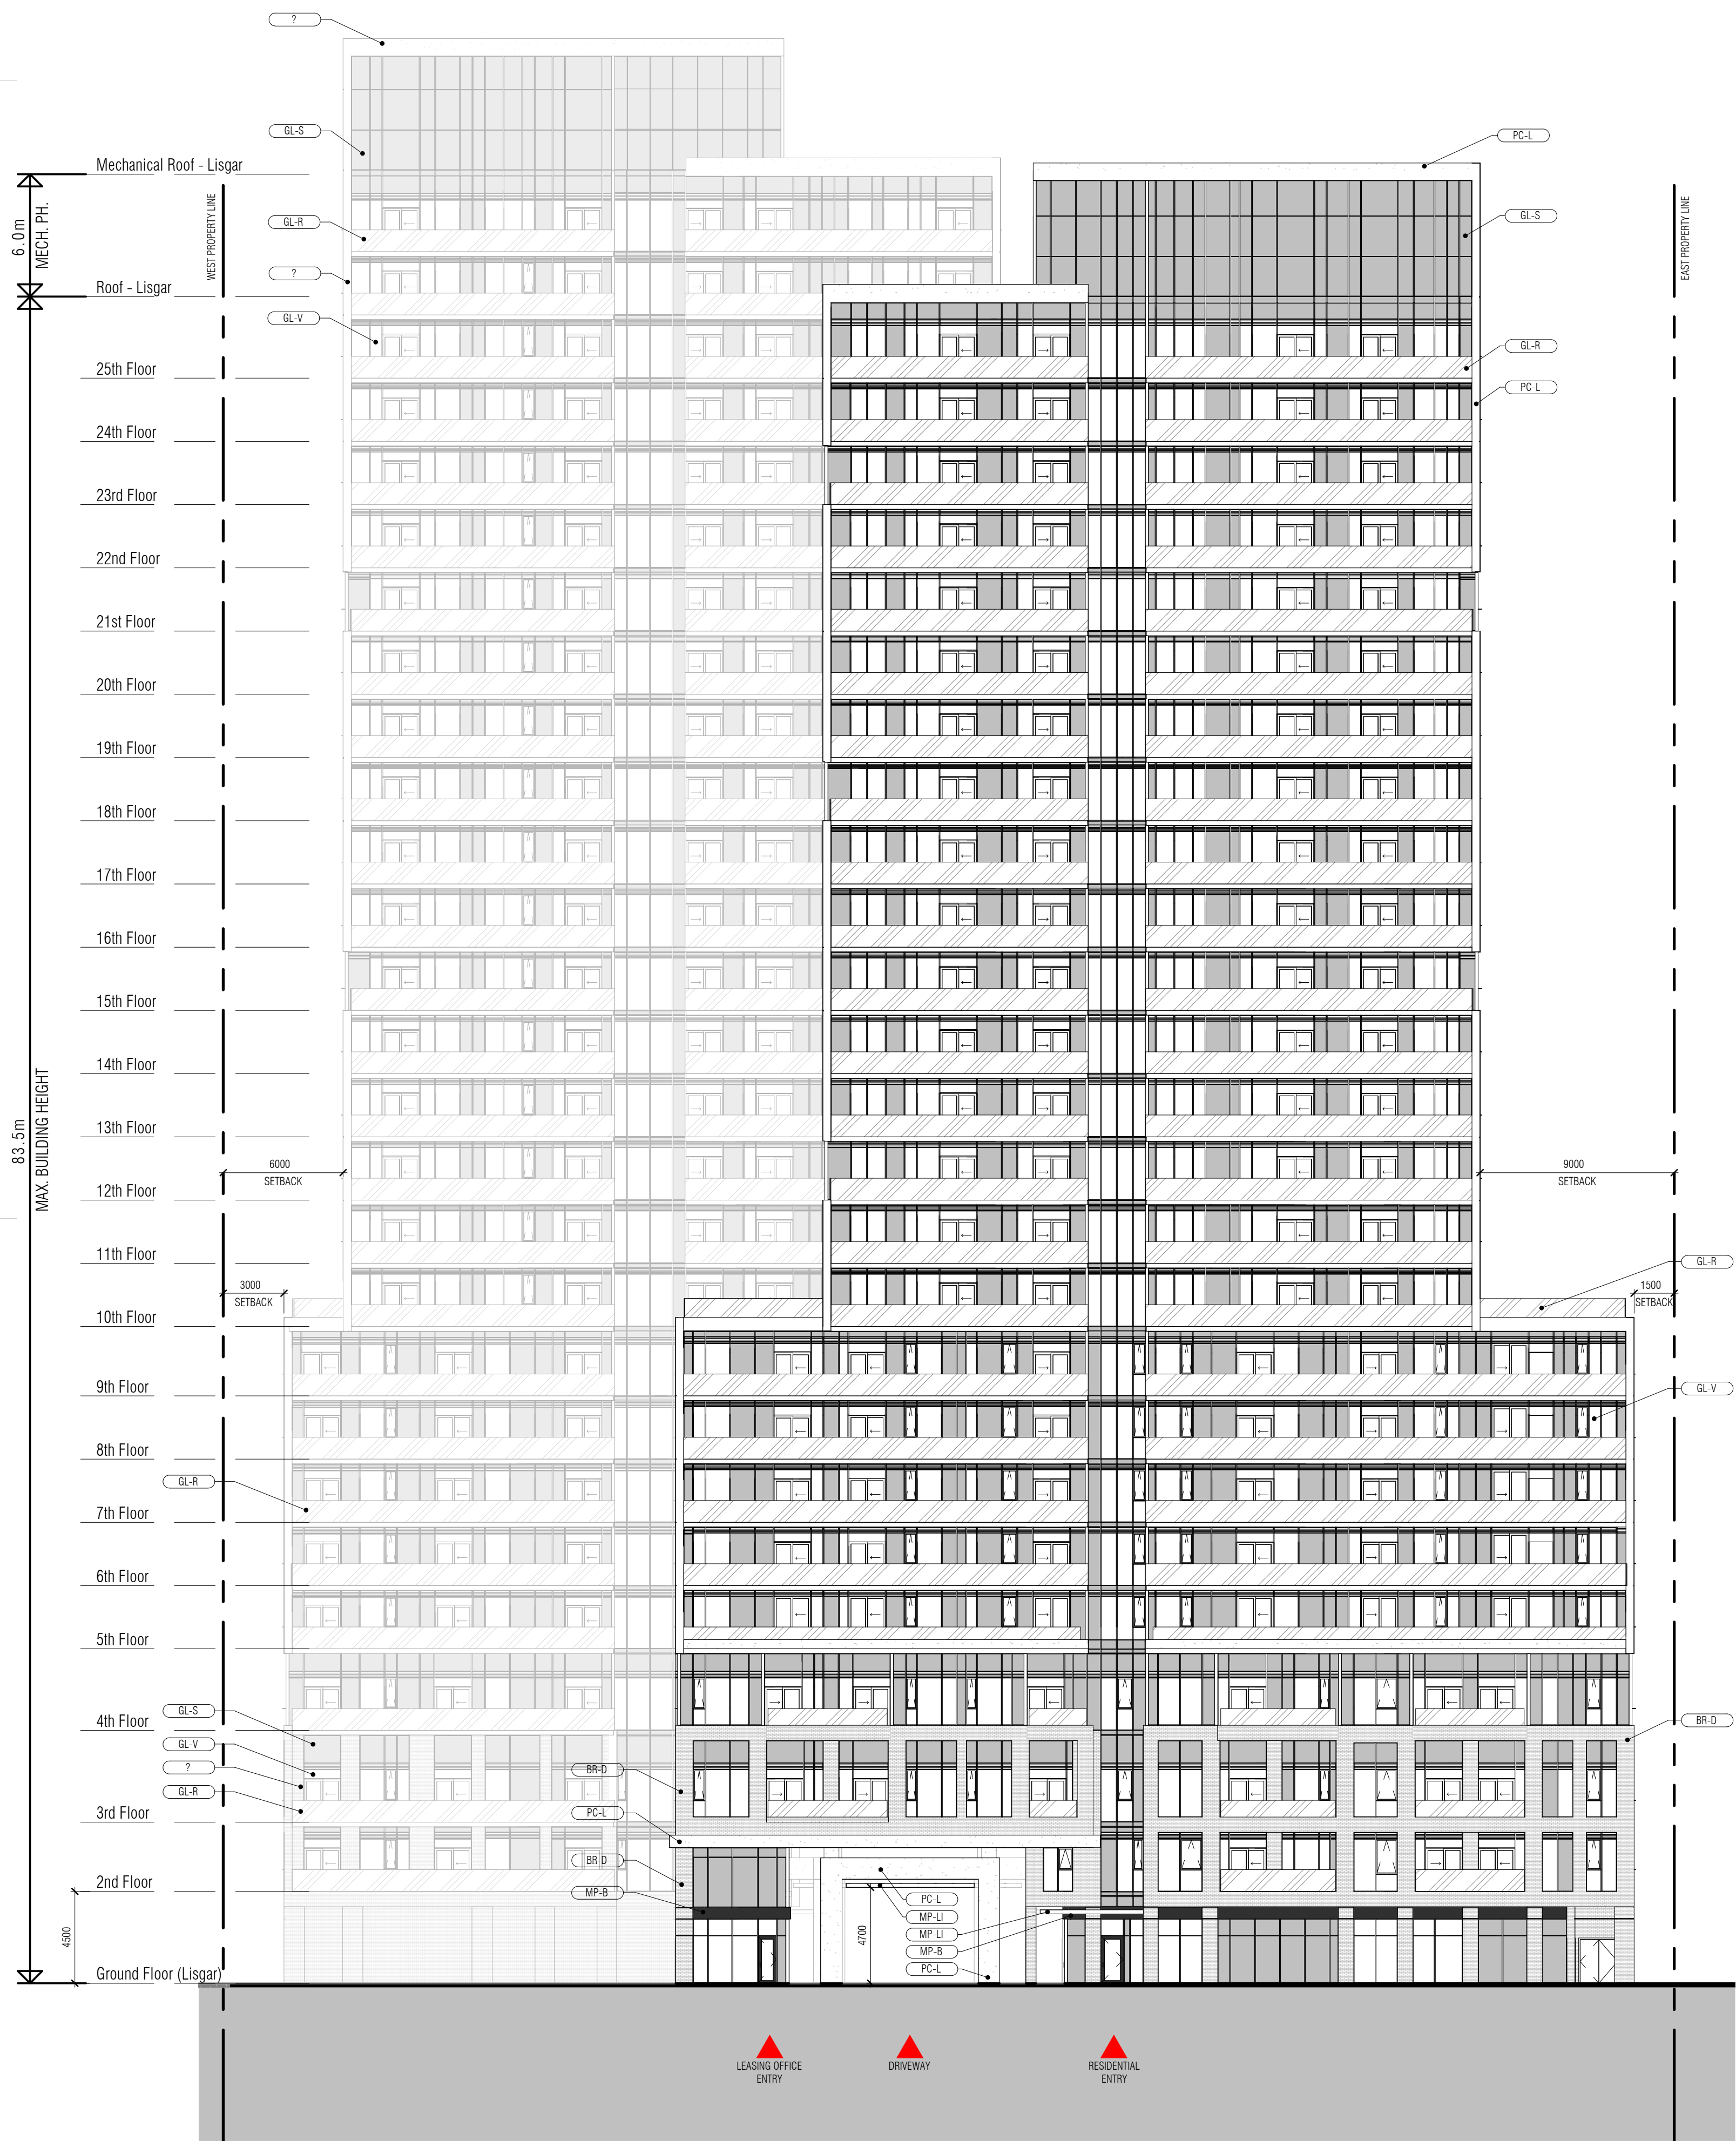 ?
GL-S
PC-L
Mechanical Roof - Lisgar
6.0m
MECH. PH.
WEST PROPERTY LINE
EAST PROPERTY LINE
GL-R
GL-S
?
Roof - Lisgar
GL-V
GL-R
25th Floor
PC-L
24th Floor
23rd Floor
22nd Floor
21st Floor
20th Floor
19th Floor
18th Floor
17th Floor
16th Floor
15th Floor
14th Floor
13th Floor
83.5m
MAX. BUILDING HEIGHT
6000
SETBACK
9000
SETBACK
12th Floor
11th Floor
GL-R
3000
SETBACK
1500
SETBACK
10th Floor
9th Floor
GL-V
8th Floor
GL-R
7th Floor
6th Floor
5th Floor
GL-S
4th Floor
BR-D
GL-V
?
BR-D
GL-R
3rd Floor
PC-L
BR-D
2nd Floor
MP-B
PC-L
MP-LI
MP-LI
MP-B
PC-L
4500
4700
Ground Floor (Lisgar)
LEASING OFFICE
ENTRY
DRIVEWAY
RESIDENTIAL
ENTRY